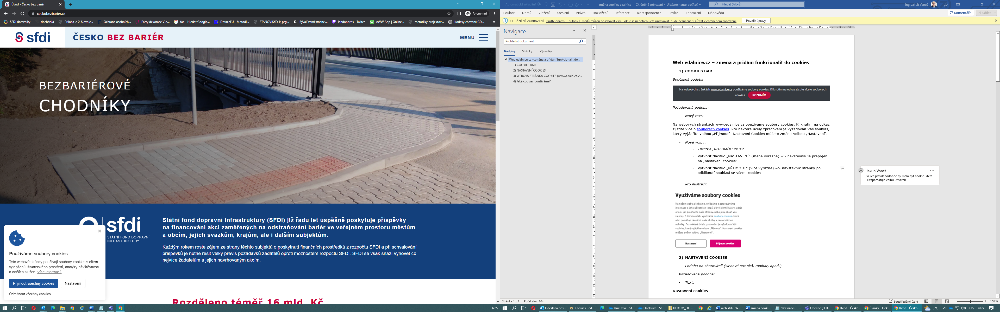 Úvod - Česko bez bariér
ceskobezbarier.cz
Anonymní
SFDI dotazníky
docházka
Priloha-c-2-Slovnic...
Ochrana osobních...
Párty dekorace V o...
fae - Hledat Google...
DotaceEU - Metodi...
STANOVISKO-k_prg...
Bývalí zaměstnanci...
landonorris - Twitch
AWW App | Online...
Metodiky projektov...
Kodexy chování: GD...
sfdi
ČESKO BEZ BARIÉR
MENU
BEZBARIÉROVÉ
CHODNÍKY
sfdi
STÁTNÍ FOND DOPRAVNÍ
INFRASTRUKTURY
Státní fond dopravní infrastruktury (SFDI) již řadu let úspěšně poskytuje příspěvky
na financování akcí zaměřených na odstraňování bariér ve veřejném prostoru městům
a obcím, jejich svazkům, krajům, ale i dalším subjektům.
Každým rokem roste zájem ze strany těchto subjektů o poskytnutí finančních prostředků z rozpočtu SFDI a při schvalování
příspěvků je nutné řešit velký převis požadavků žadatelů oproti možnostem rozpočtu SFDI. SFDI se však snaží vyhovět co
nejvíce žadatelům a jejich navrhovaným akcím.
Používáme soubory cookies
Tyto webové stránky používají soubory cookies s cílem
vylepšení uživatelského prostředí, analýzy návštěvnosti
a dalších služeb. Více informací.
Přijmout všechny cookies
Nastavení
Odmítnout všechny cookies
Rozděleno téměř 16 mld. Kč
6:25
Automatické ukládání
změna cookies edalnice - Chráněné zobrazení • Uloženo: tento počítač
Hledat (Alt+Ě)
Ing. Jakub Voneš
Soubor
Domů
Vložení
Kreslení
Návrh
Rozložení
Reference
Korespondence
Revize
Zobrazení
Nápověda
Komentáře
Sdílet
CHRÁNĚNÉ ZOBRAZENÍ
Buďte opatrní – přílohy e-mailů můžou obsahovat viry. Pokud je nepotřebujete upravovat, bude bezpečnější zůstat v chráněném zobrazení.
Povolit úpravy
Navigace
Prohledat dokument
Nadpisy
Stránky
Výsledky
Web edalnice.cz – změna a přidání funkcionalit do...
1) COOKIES BAR
2) NASTAVENÍ COOKIES
3) WEBOVÁ STRÁNKA COOKIES (www.edalnice.c...
4) Jaké cookies používáme?
Web edalnice.cz – změna a přidání funkcionalit do cookies
1) COOKIES BAR
Současná podoba:
Na webových stránkách www.edalnice.cz používáme soubory cookies. Kliknutím na odkaz zjistíte více o souborech
cookies.
ROZUMÍM
Požadovaná podoba:
- Nový text:
Na webových stránkách www.edalnice.cz používáme soubory cookies. Kliknutím na odkaz
zjistíte více o souborech cookies. Pro některé účely zpracování je vyžadován Váš souhlas,
který vyjádříte volbou „Přijmout“. Nastavení Cookies můžete změnit volbou „Nastavení“.
- Nové volby:
o Tlačítko „ROZUMÍM“ zrušit
o Vytvořit tlačítko „NASTAVENÍ“ (méně výrazné) => návštěvník je přepojen
na „nastavení cookies“
o Vytvořit tlačítko „PŘIJMOUT“ (více výrazné) => návštěvník stránky po
odkliknutí souhlasí se všemi cookies
- Pro ilustraci:
Využíváme soubory cookies
Na našem webu získáváme, ukládáme a zpracováváme
informace o jeho uživatelích (např. síťové identifikátory, údaje
o tom, jak procházíte naše stránky, nebo jaký obsah vás
zajímá). K tomuto účelu využíváme soubory cookies, které
nám pomáhají zkvalitnit naše služby a personalizovat
nabídky. Pro některé účely zpracování je vyžadován Váš
souhlas, který vyjádříte volbou „Přijmout“. Nastavení Cookies
můžete změnit volbou „Nastavení“.
Nastavení
Přijmout cookies
2) NASTAVENÍ COOKIES
- Podoba na zhotoviteli (webová stránká, toolbar, apod.)
Požadovaná podoba:
- Text:
Nastavení cookies
Jakub Voneš
Velice pravděpodobně by mělo být cookie, které
si zapamatuje volbu uživatele
Stránka 1 z 5
Počet slov: 704
Soustředěné čtení
100 %
Odeslaná poš...
Cookies - ed...
OneDrive - St...
OneDrive - St...
DOKUM_000...
web sfdi - W...
změna cooki...
*Bez názvu – ...
Obecné (SFD...
Úvod - Česko...
Články – Elek...
Úvod - Česko...
5°C
CES
6:25